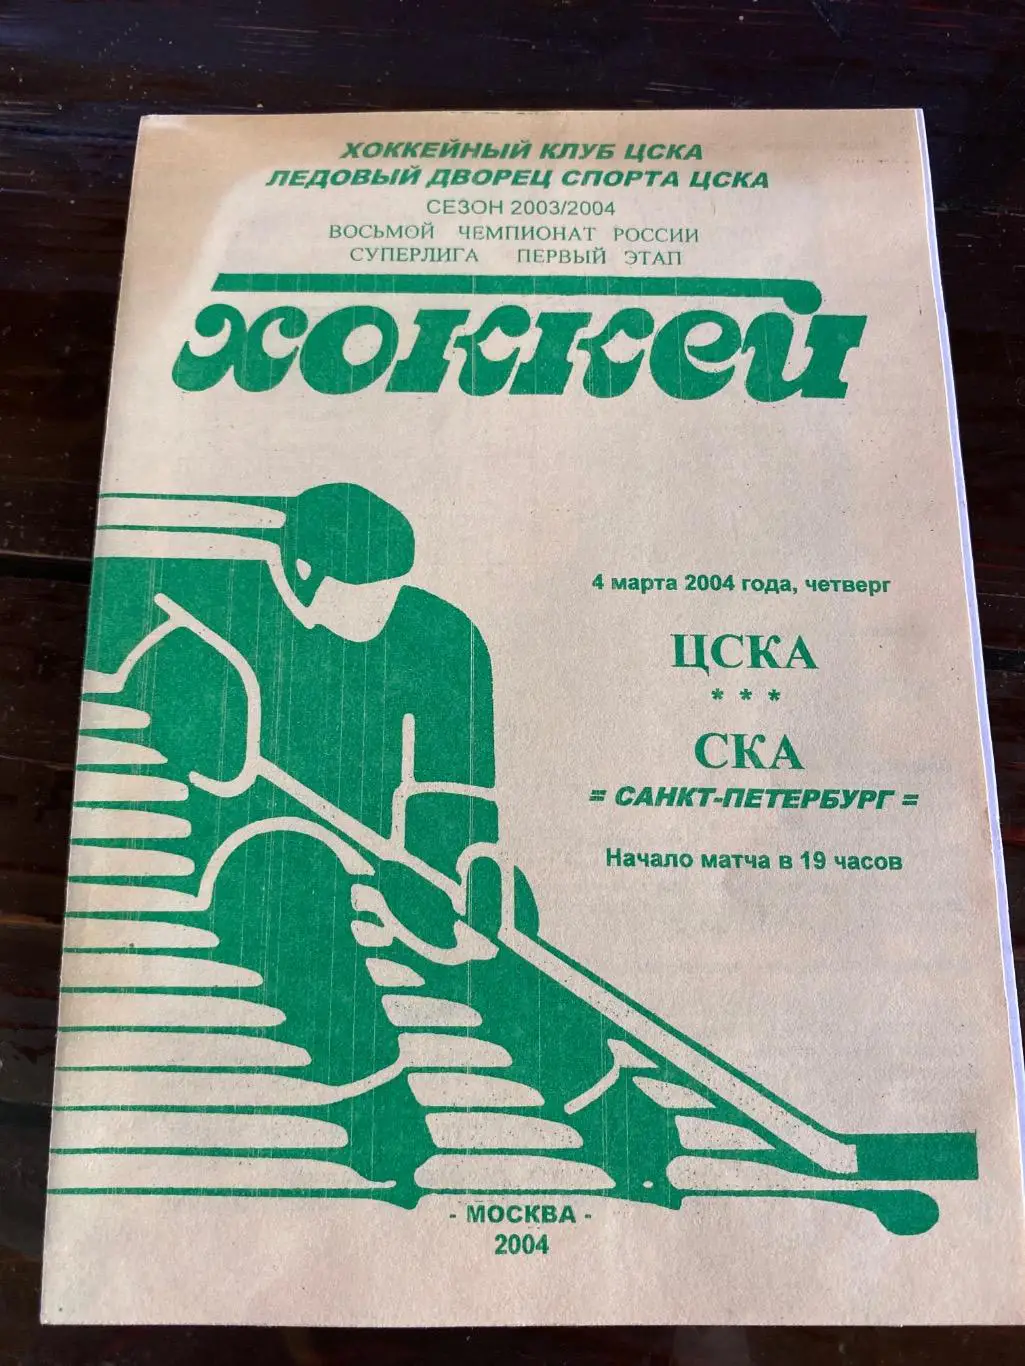 ХОККЕЙНЫЙ КЛУБ ЦСКА
ЛЕДОВЫЙ ДВОРЕЦ СПОРТА ЦСКА
СЕЗОН 2003/2004
ВОСЬМОЙ ЧЕМПИОНАТ РОССИИ
СУПЕРЛИГА ПЕРВЫЙ ЭТАП
ХОККЕЙ
4 марта 2004 года, четверг
ЦСКА
* * *
СКА
= САНКТ-ПЕТЕРБУРГ =
Начало матча в 19 часов
- МОСКВА -
2004